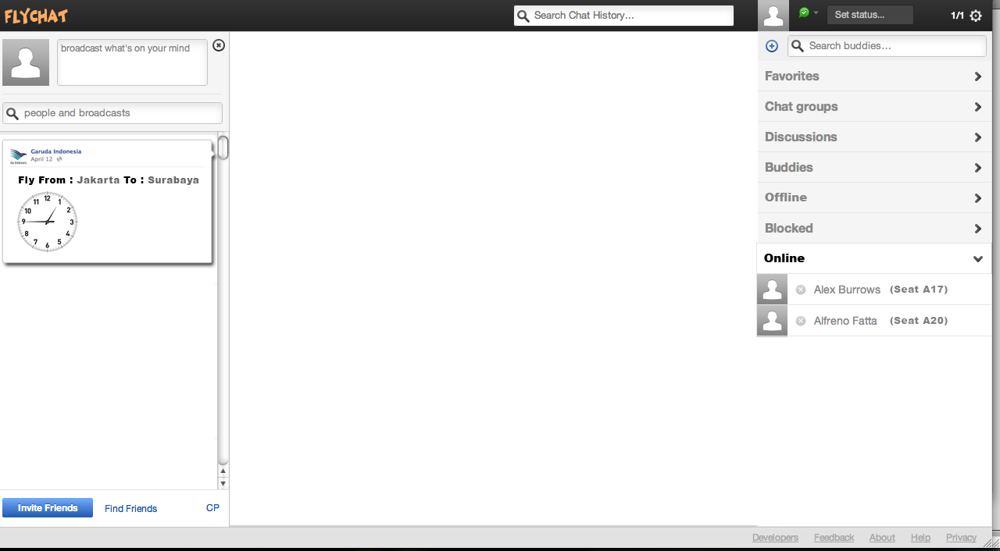 FLYCHAT
Search Chat History...
Set status...
1/1
broadcast what's on your mind
people and broadcasts
Garuda Indonesia
April 12
Fly From : Jakarta To : Surabaya
12
11 1
10 2
9 3
8 4
7 5
6
Invite Friends
Find Friends
CP
Search buddies...
Favorites
Chat groups
Discussions
Buddies
Offline
Blocked
Online
Alex Burrows (Seat A17)
Alfreno Fatta (Seat A20)
Developers Feedback About Help Privacy